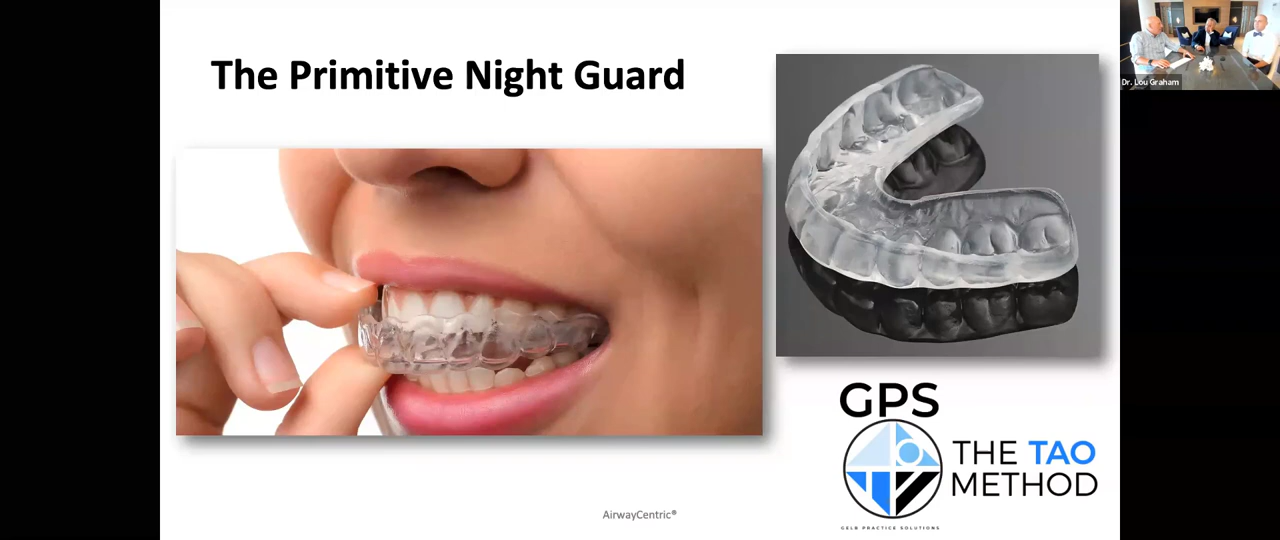 The Primitive Night Guard
Dr. Lou Graham
GPS
THE TAO
METHOD
GELB PRACTICE SOLUTIONS
AirwayCentric®